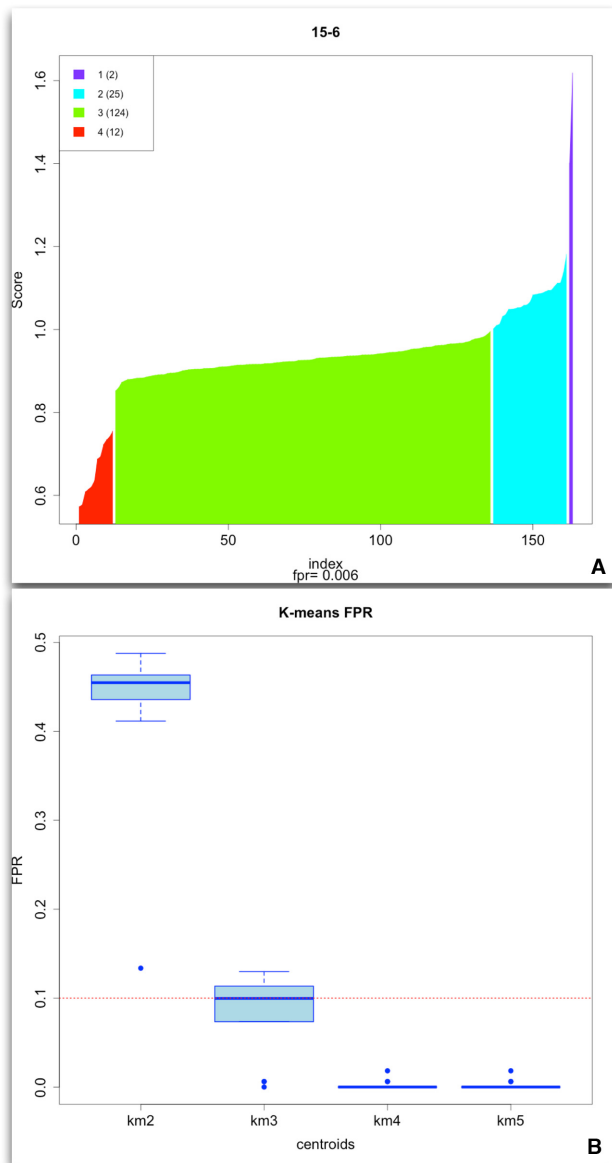 15-6
1 (2)
2 (25)
3 (124)
4 (12)
1.6
1.4
1.2
1.0
0.8
0.6
Score
0 50 100 150
index
fpr= 0.006
A
K-means FPR
0.5
0.4
0.3
0.2
0.1
0.0
FPR
km2 km3 km4 km5
centroids
B